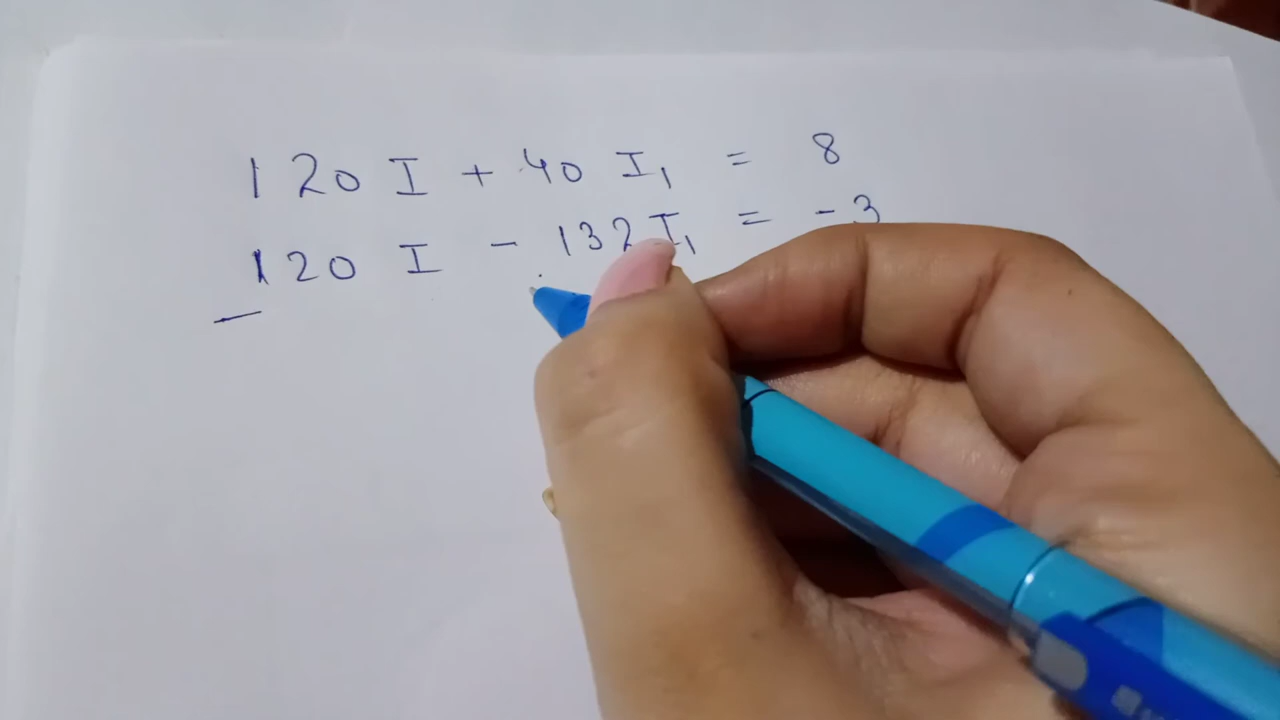 120 I + 40 I₁ = 8
120 I - 132 I₁ = -3
-